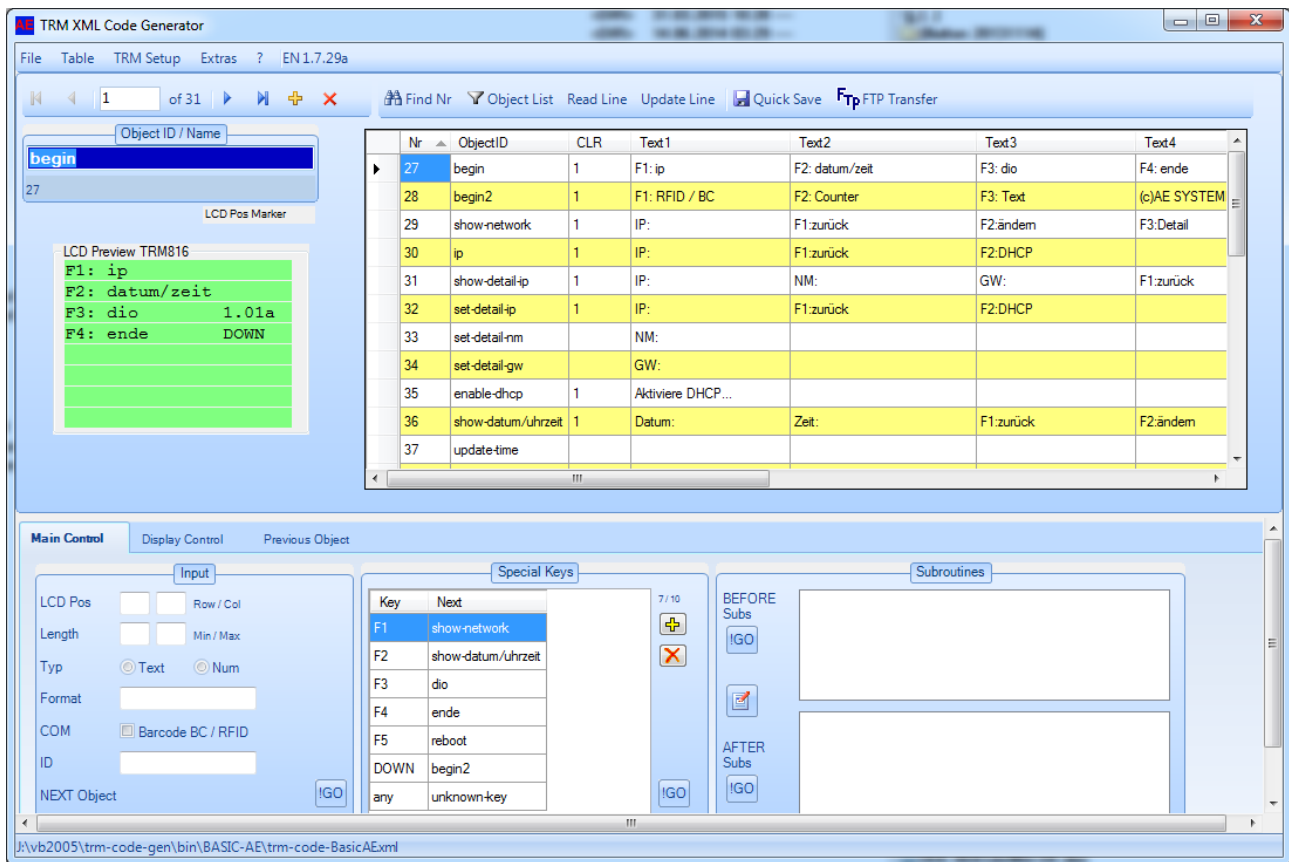 AE TRM XML Code Generator
File Table TRM Setup Extras ? EN 1.7.29a
1 of 31 Find Nr Object List Read Line Update Line Quick Save FTp FTP Transfer
Object ID / Name
begin
27
LCD Pos Marker
LCD Preview TRM816
F1: ip
F2: datum/zeit
F3: dio 1.01a
F4: ende DOWN
Nr ObjectID CLR Text1 Text2 Text3 Text4
27 begin 1 F1: ip F2: datum/zeit F3: dio F4: ende
28 begin2 1 F1: RFID / BC F2: Counter F3: Text (c)AE SYSTEM
29 show-network 1 IP: F1:zurück F2:ändern F3:Detail
30 ip 1 IP: F1:zurück F2:DHCP
31 show-detail-ip 1 IP: NM: GW: F1:zurück
32 set-detail-ip 1 IP: F1:zurück F2:DHCP
33 set-detail-nm NM:
34 set-detail-gw GW:
35 enable-dhcp 1 Aktiviere DHCP...
36 show-datum/uhrzeit 1 Datum: Zeit: F1:zurück F2:ändern
37 update-time
Main Control Display Control Previous Object
Input
LCD Pos Row / Col
Length Min / Max
Typ Text Num
Format
COM Barcode BC / RFID
ID
NEXT Object !GO
Special Keys
Key Next 7/10
F1 show-network
F2 show-datum/uhrzeit
F3 dio
F4 ende
F5 reboot
DOWN begin2
any unknown-key !GO
Subroutines
BEFORE
Subs
!GO
AFTER
Subs
!GO
J:\vb2005\trm-code-gen\bin\BASIC-AE\trm-code-BasicAE.xml